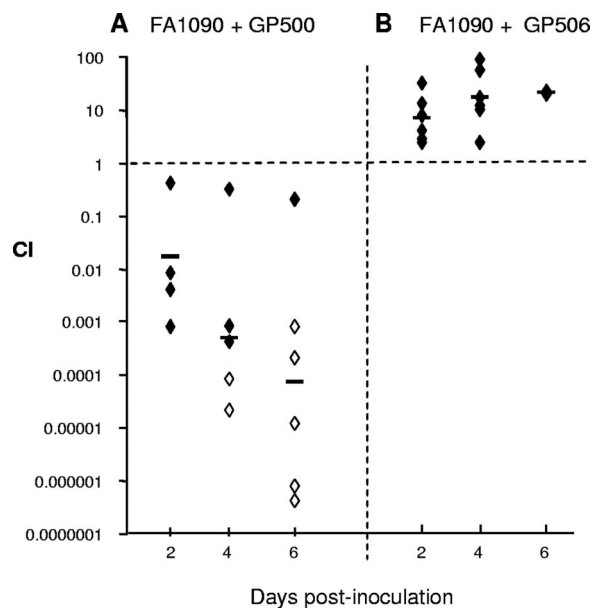 A FA1090 + GP500
B FA1090 + GP506
100
10
1
0.1
0.01
0.001
0.0001
0.00001
0.000001
0.0000001
CI
2 4 6 2 4 6
Days post-inoculation